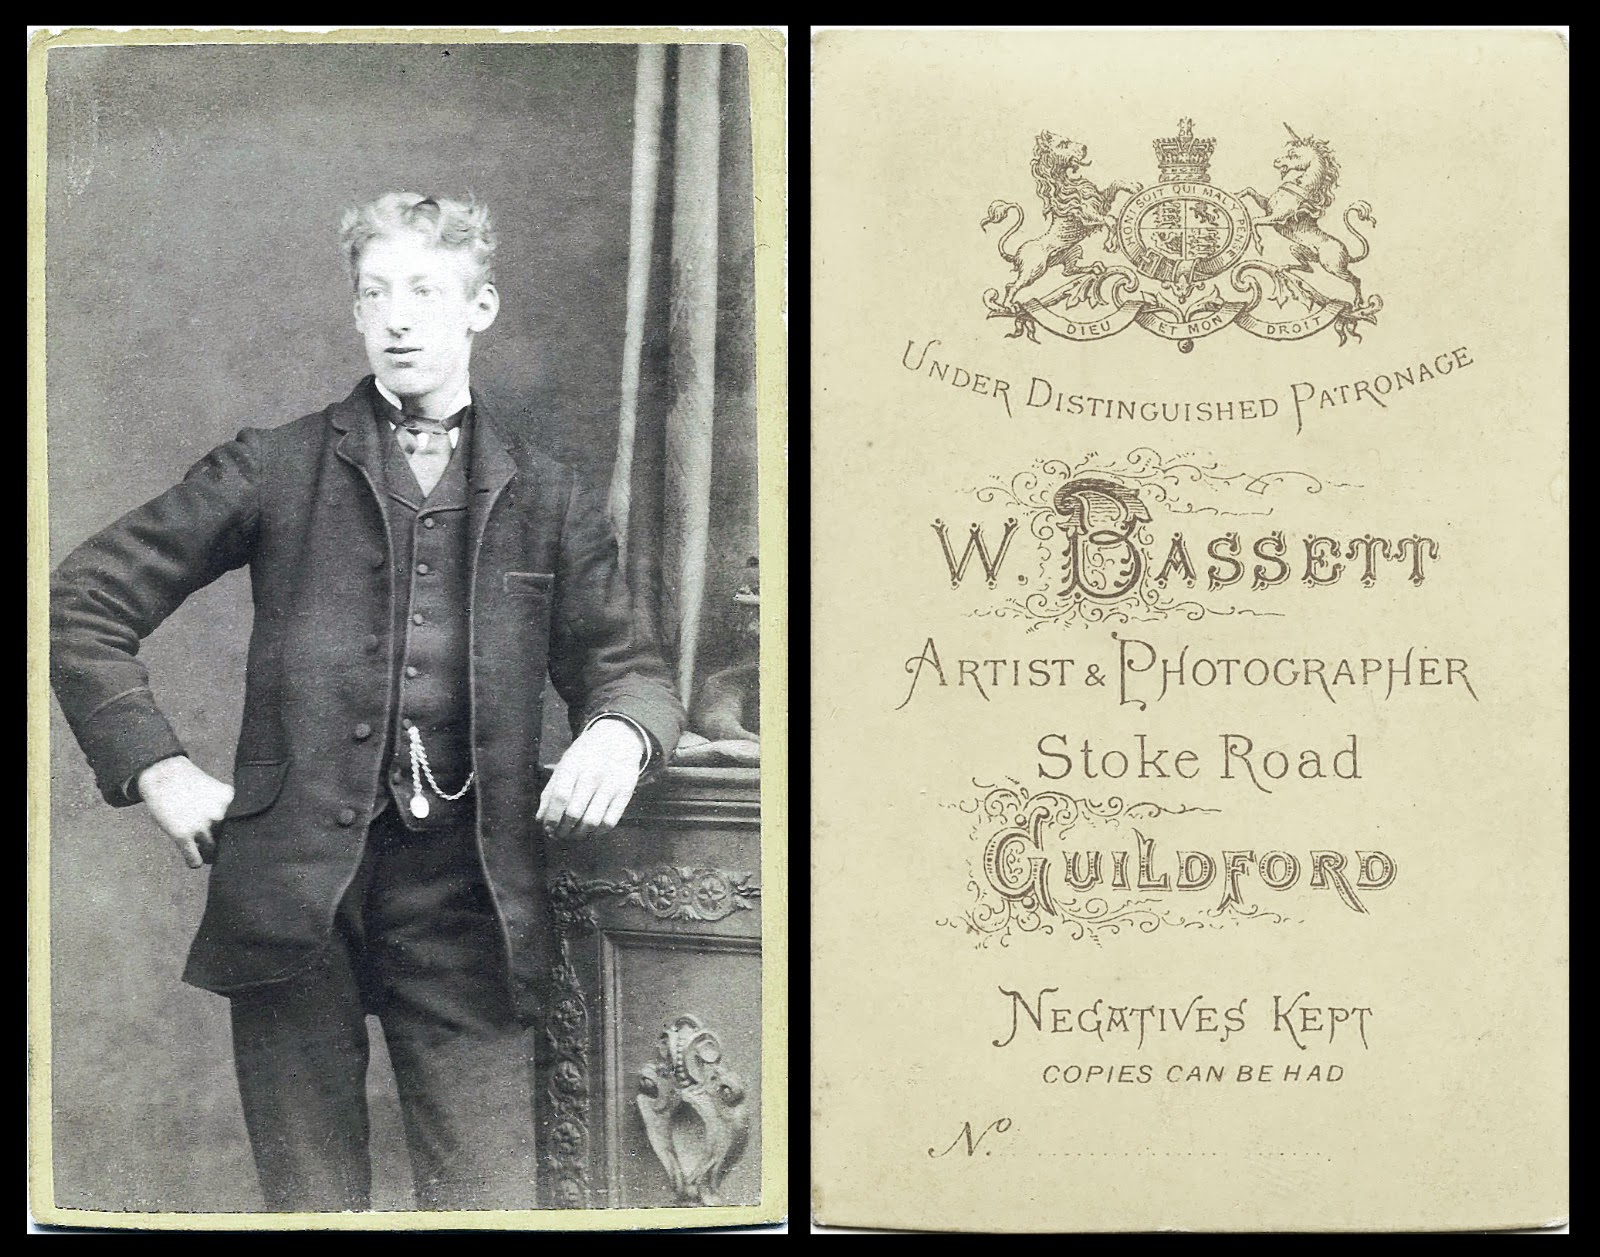 HONI SOIT QUI MAL Y PENSE
DIEU ET MON DROIT
UNDER DISTINGUISHED PATRONAGE
W. BASSETT
ARTIST & PHOTOGRAPHER
Stoke Road
GUILDFORD
NEGATIVES KEPT
COPIES CAN BE HAD
No.